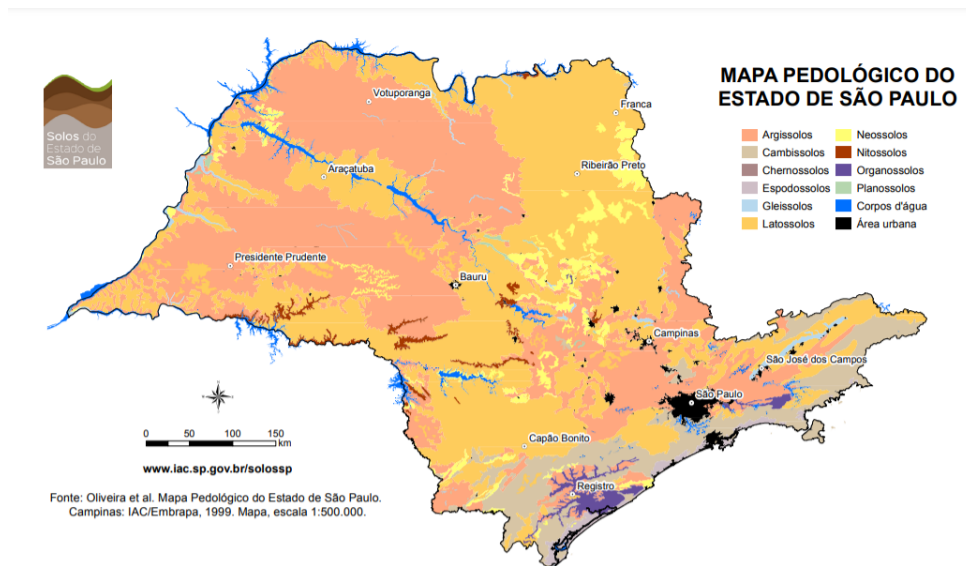 MAPA PEDOLÓGICO DO
ESTADO DE SÃO PAULO
Solos do
Estado de
São Paulo
Argissolos
Cambissolos
Chernossolos
Espodossolos
Gleissolos
Latossolos
Neossolos
Nitossolos
Organossolos
Planossolos
Corpos d'água
Área urbana
Votuporanga
Franca
Araçatuba
Ribeirão Preto
Presidente Prudente
Bauru
Campinas
São José dos Campos
São Paulo
Capão Bonito
Registro
0 25 50 100 150
km
www.iac.sp.gov.br/solossp
Fonte: Oliveira et al. Mapa Pedológico do Estado de São Paulo.
Campinas: IAC/Embrapa, 1999. Mapa, escala 1:500.000.